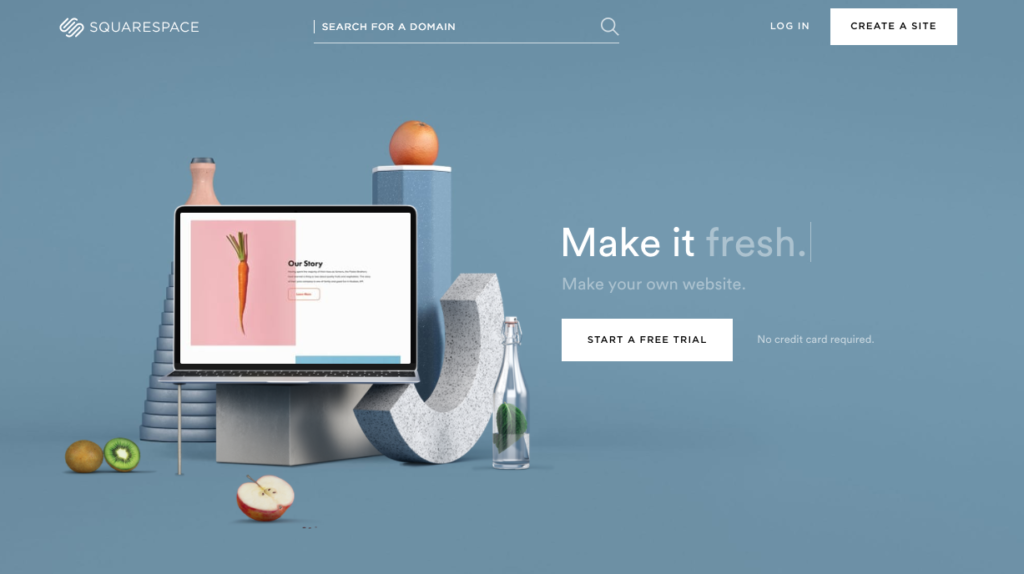 SQUARESPACE
SEARCH FOR A DOMAIN
LOG IN
CREATE A SITE
Our Story
Make it fresh.
Make your own website.
START A FREE TRIAL
No credit card required.